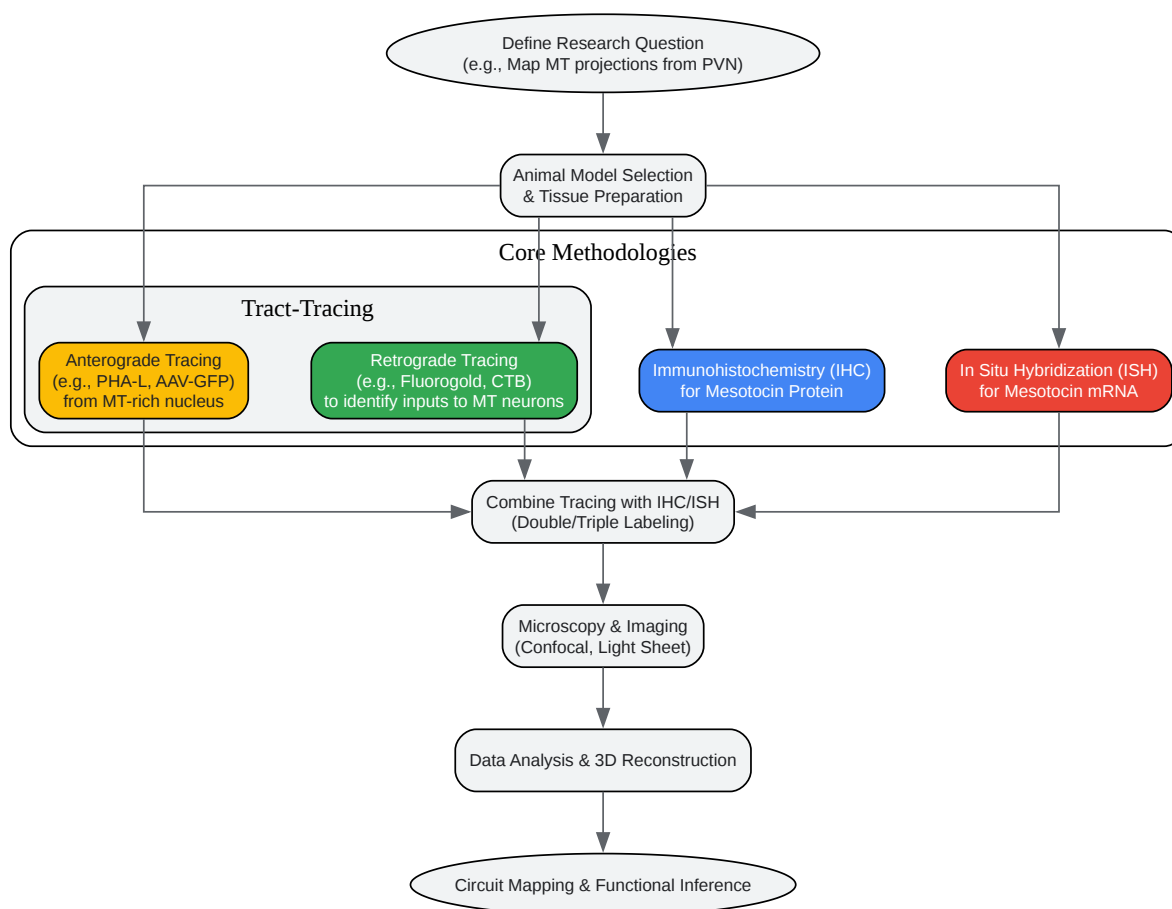 Define Research Question
(e.g., Map MT projections from PVN)
Animal Model Selection
& Tissue Preparation
Core Methodologies
Tract-Tracing
Anterograde Tracing
(e.g., PHA-L, AAV-GFP)
from MT-rich nucleus
Retrograde Tracing
(e.g., Fluorogold, CTB)
to identify inputs to MT neurons
Immunohistochemistry (IHC)
for Mesotocin Protein
In Situ Hybridization (ISH)
for Mesotocin mRNA
Combine Tracing with IHC/ISH
(Double/Triple Labeling)
Microscopy & Imaging
(Confocal, Light Sheet)
Data Analysis & 3D Reconstruction
Circuit Mapping & Functional Inference